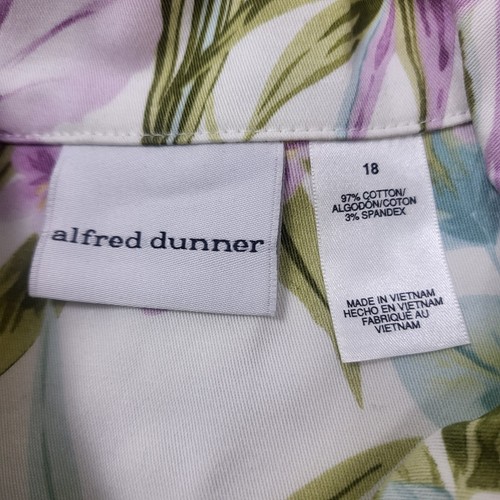 alfred dunner
18
97% COTTON/
ALGODÓN/COTON
3% SPANDEX
MADE IN VIETNAM
HECHO EN VIETNAM
FABRIQUÉ AU
VIETNAM